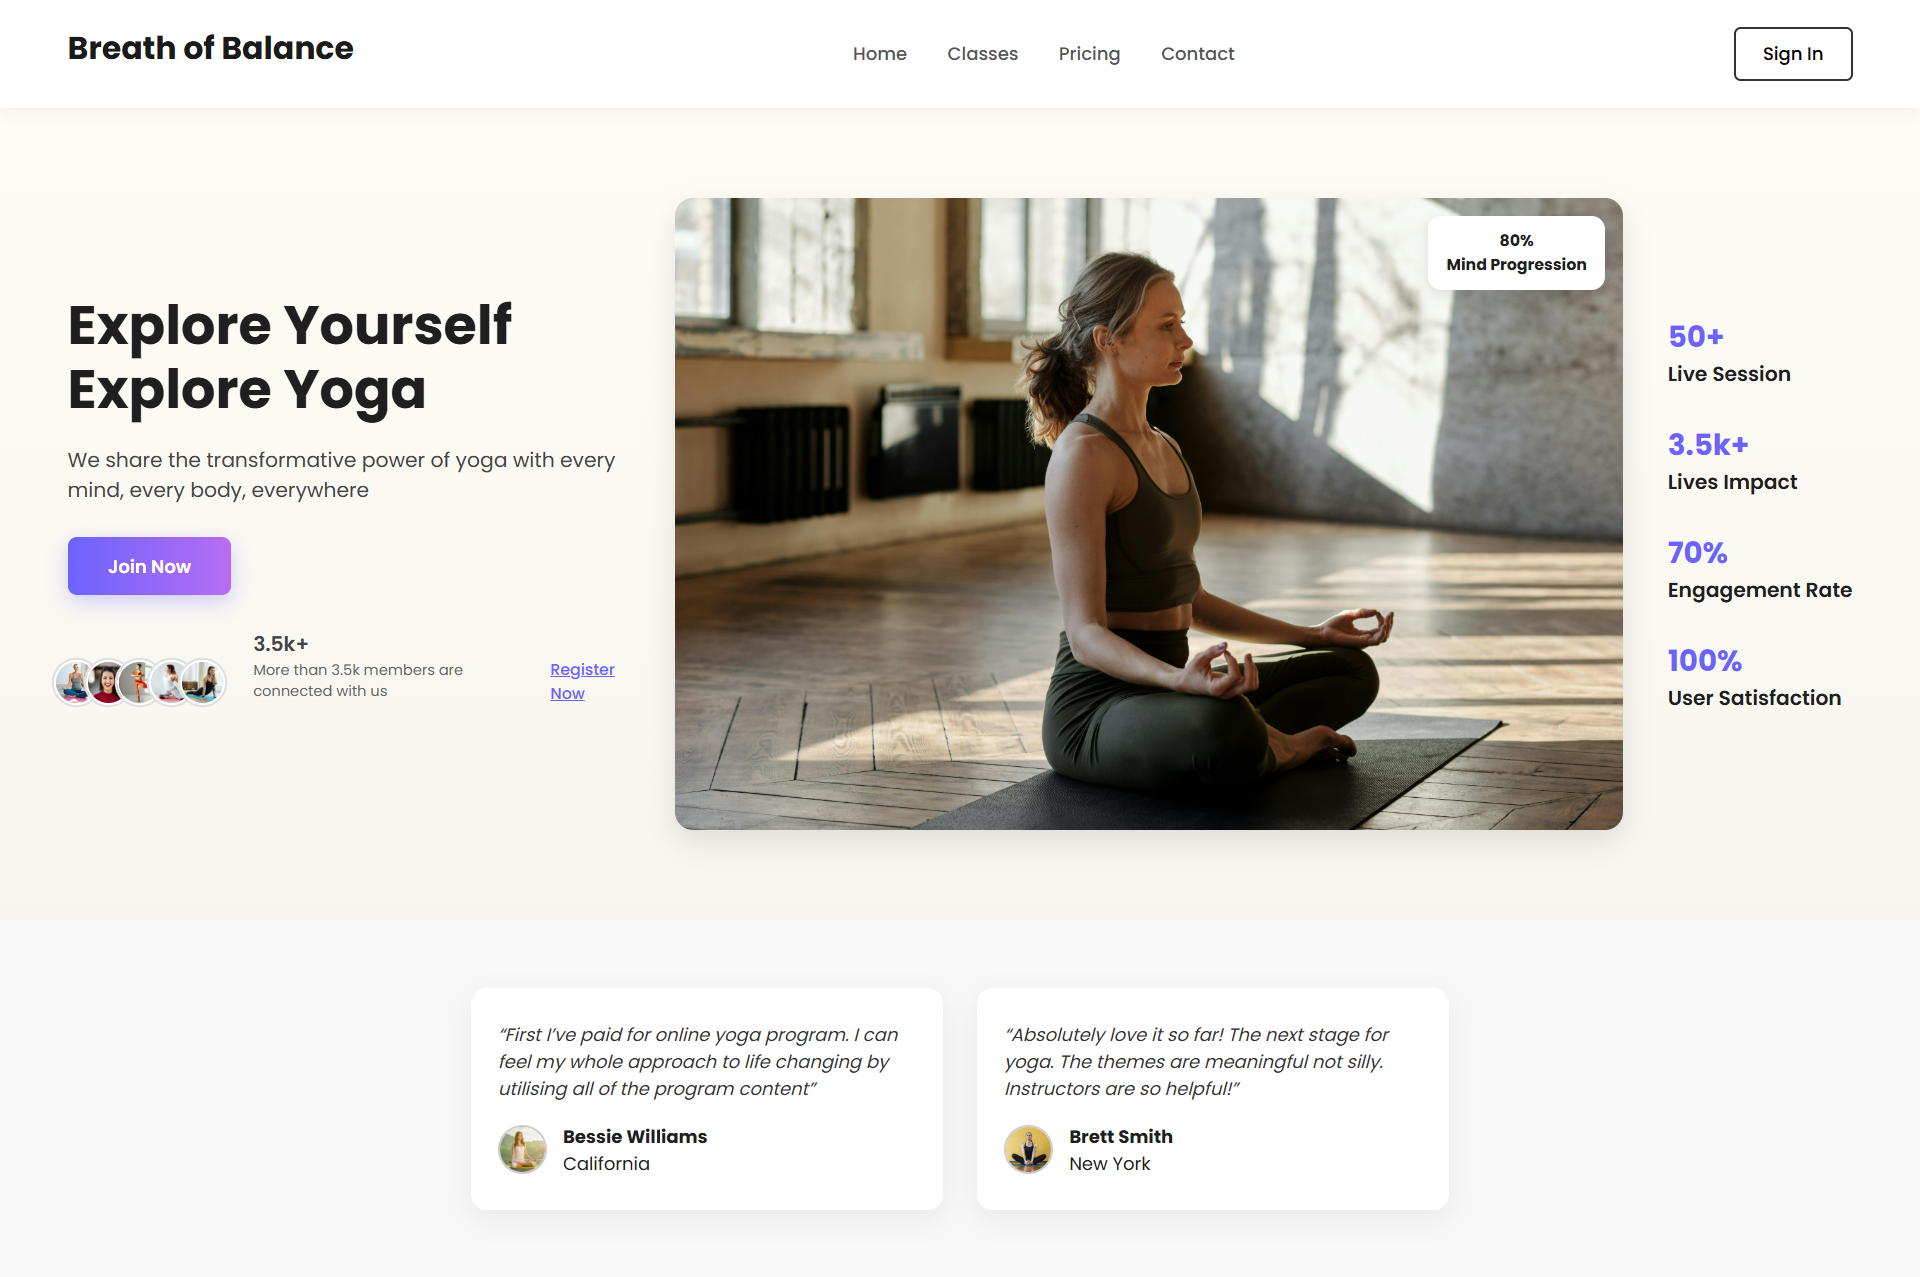 Breath of Balance
Home
Classes
Pricing
Contact
Sign In
Explore Yourself
Explore Yoga
We share the transformative power of yoga with every
mind, every body, everywhere
Join Now
3.5k+
More than 3.5k members are
connected with us
Register
Now
80%
Mind Progression
50+
Live Session
3.5k+
Lives Impact
70%
Engagement Rate
100%
User Satisfaction
“First I’ve paid for online yoga program. I can
feel my whole approach to life changing by
utilising all of the program content”
Bessie Williams
California
“Absolutely love it so far! The next stage for
yoga. The themes are meaningful not silly.
Instructors are so helpful!”
Brett Smith
New York